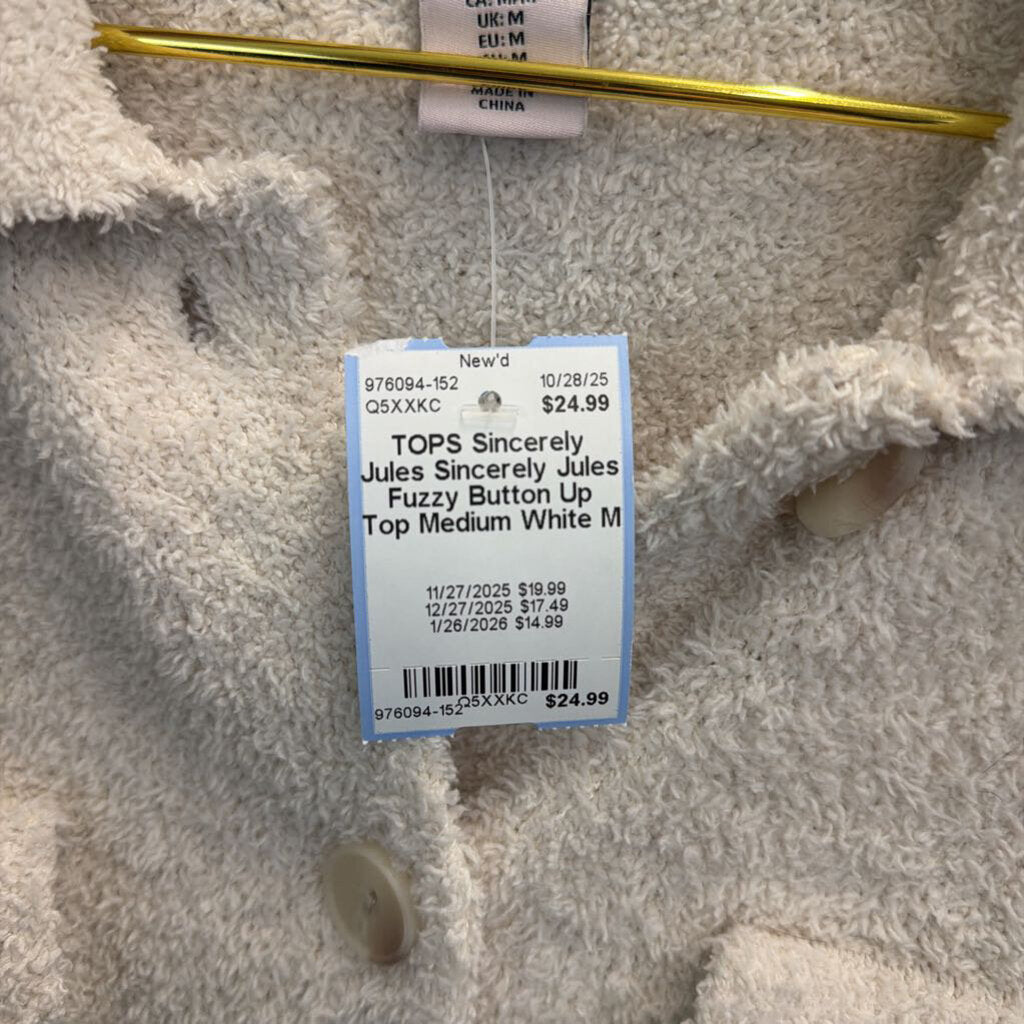 UK: M
EU: M
MADE IN
CHINA
New'd
976094-152 10/28/25
Q5XXKC $24.99
TOPS Sincerely
Jules Sincerely Jules
Fuzzy Button Up
Top Medium White M
11/27/2025 $19.99
12/27/2025 $17.49
1/26/2026 $14.99
Q5XXKC $24.99
976094-152